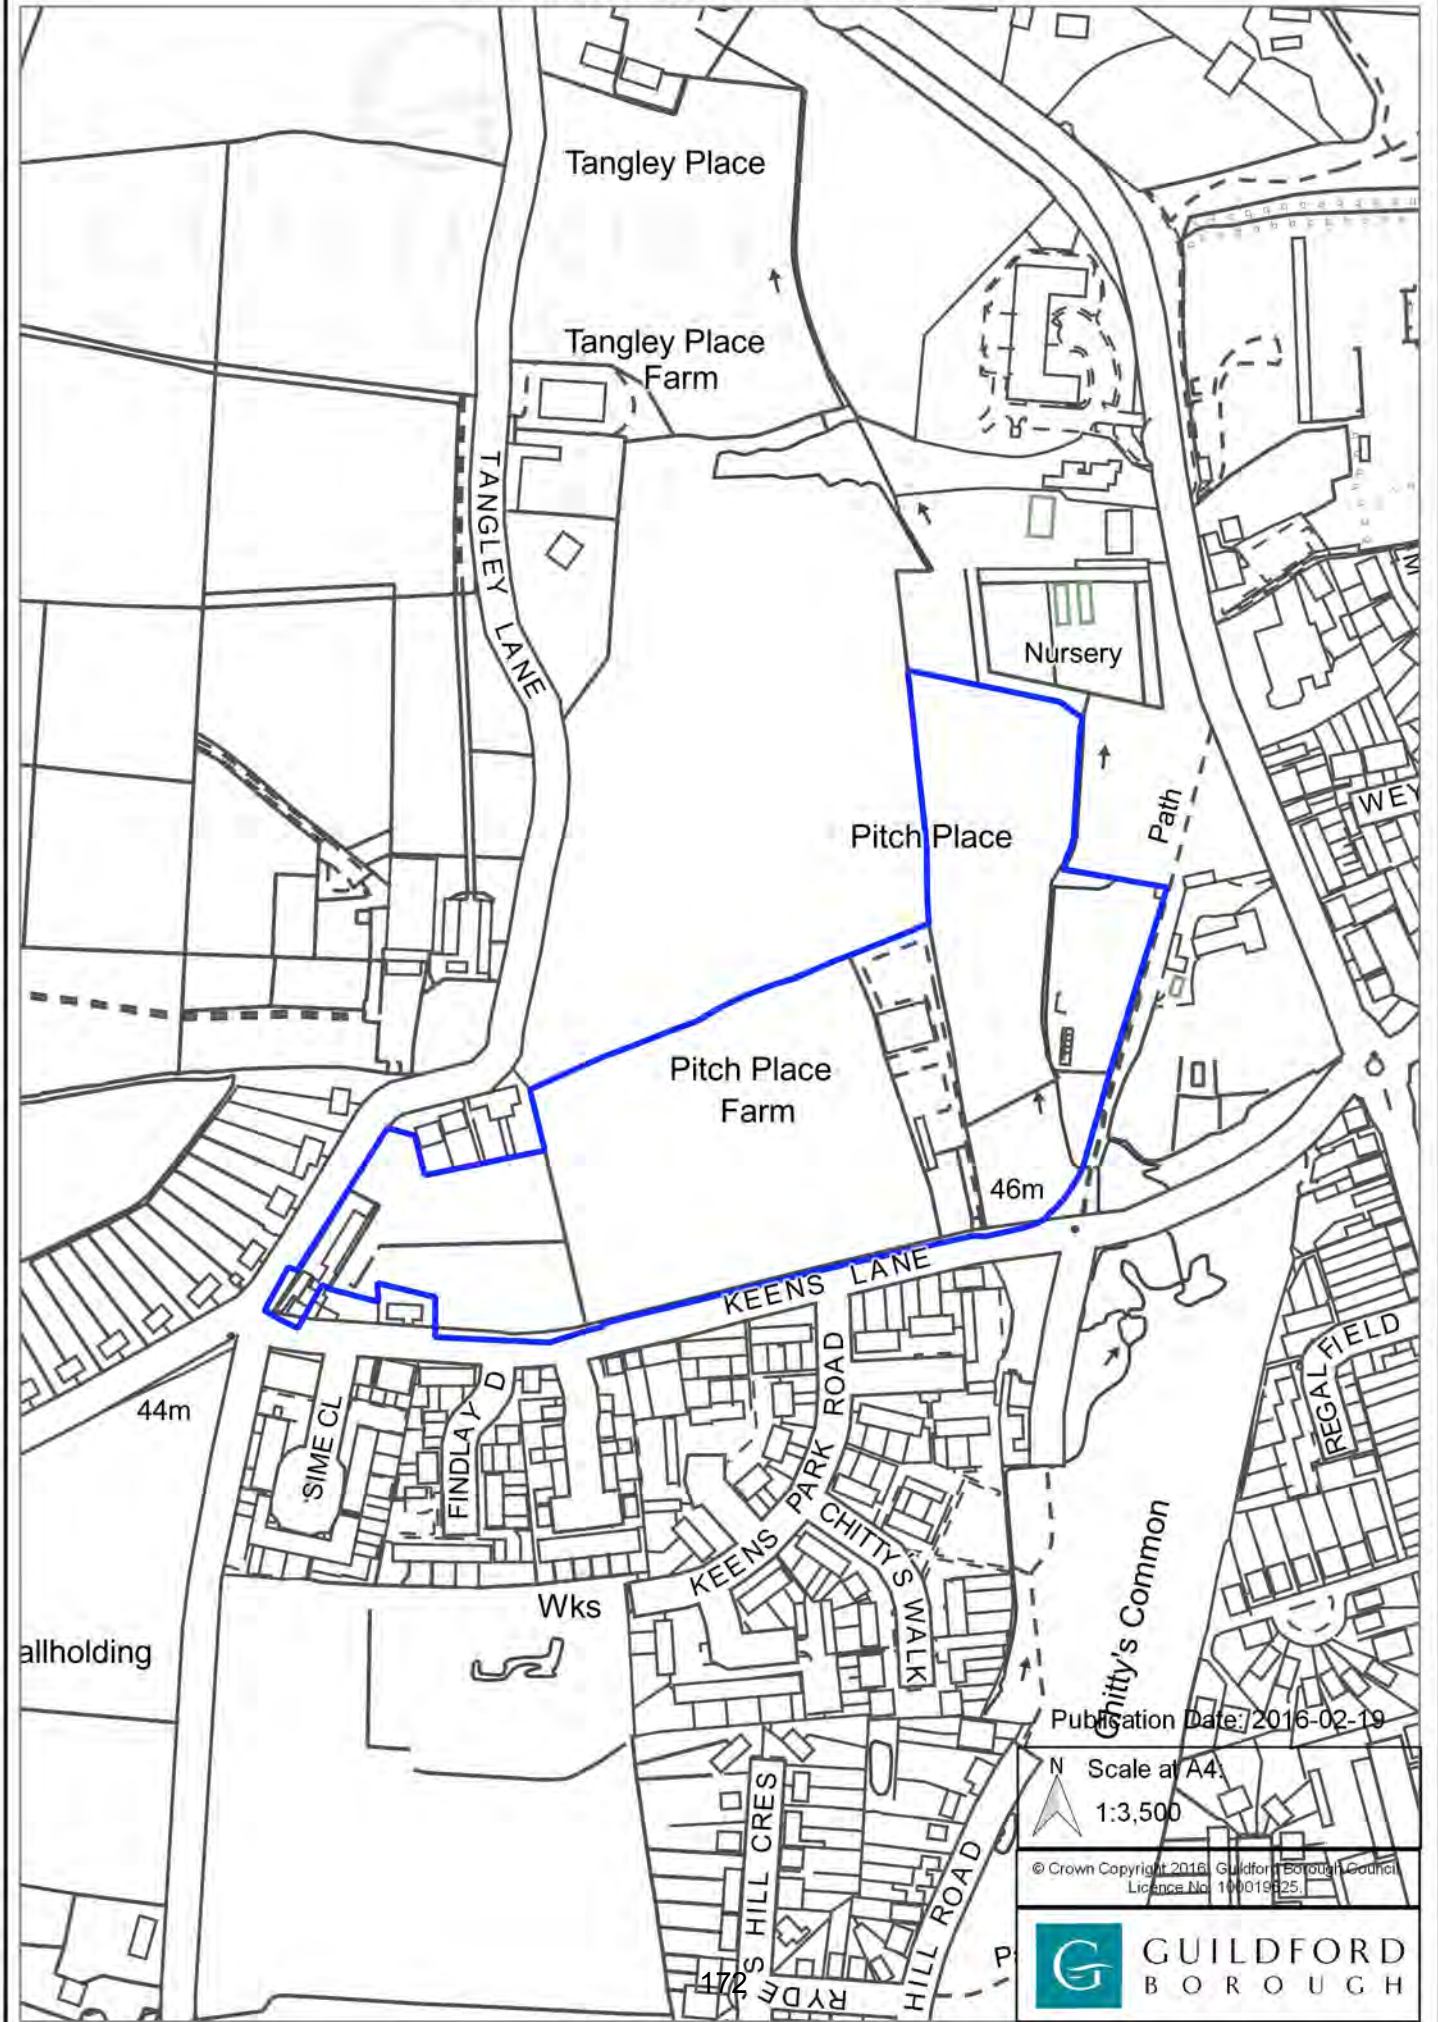 Tangley Place
Tangley Place
Farm
TANGLEY LANE
Nursery
WEY
Path
Pitch Place
Pitch Place
Farm
46m
KEENS LANE
REGAL FIELD
44m
SIME CL
FINDLAY D
KEENS PARK ROAD
CHITTY S WALK
Chitty's Common
Wks
allholding
Publication Date: 2016-02-19
N
Scale at A4:
1:3,500
© Crown Copyright 2016. Guildford Borough Council
Licence No. 100019625.
RYDE S HILL CRES
HILL ROAD
172
G
GUILDFORD
BOROUGH